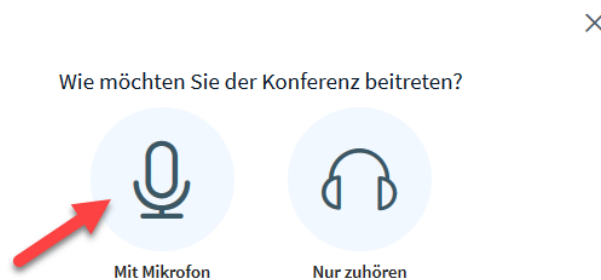 Wie möchten Sie der Konferenz beitreten?
Mit Mikrofon
Nur zuhören